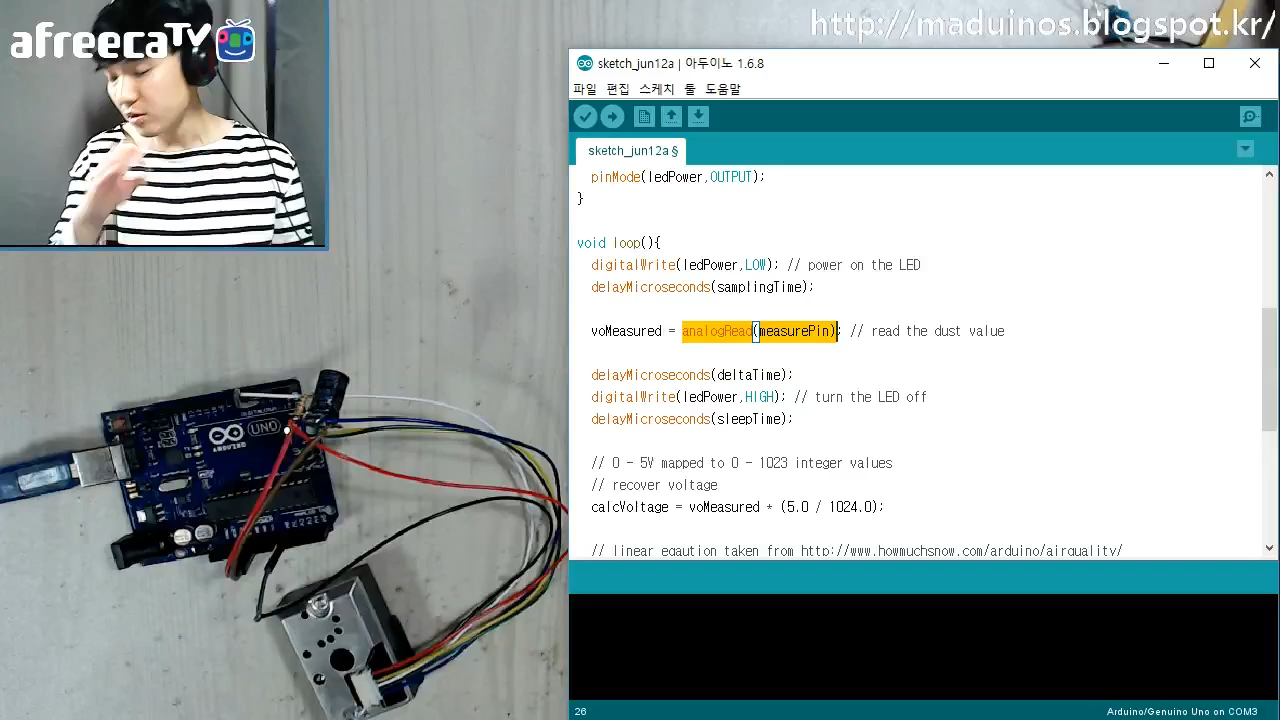 afreecaTV
http://maduinos.blogspot.kr/
sketch_jun12a | 아두이노 1.6.8
파일 편집 스케치 툴 도움말
sketch_jun12a §
pinMode(ledPower,OUTPUT);
}
void loop(){
digitalWrite(ledPower,LOW); // power on the LED
delayMicroseconds(samplingTime);
voMeasured = analogRead(measurePin); // read the dust value
delayMicroseconds(deltaTime);
digitalWrite(ledPower,HIGH); // turn the LED off
delayMicroseconds(sleepTime);
// 0 - 5V mapped to 0 - 1023 integer values
// recover voltage
calcVoltage = voMeasured * (5.0 / 1024.0);
// linear eqaution taken from http://www.howmuchsnow.com/arduino/airquality/
UNO
26
Arduino/Genuino Uno on COM3